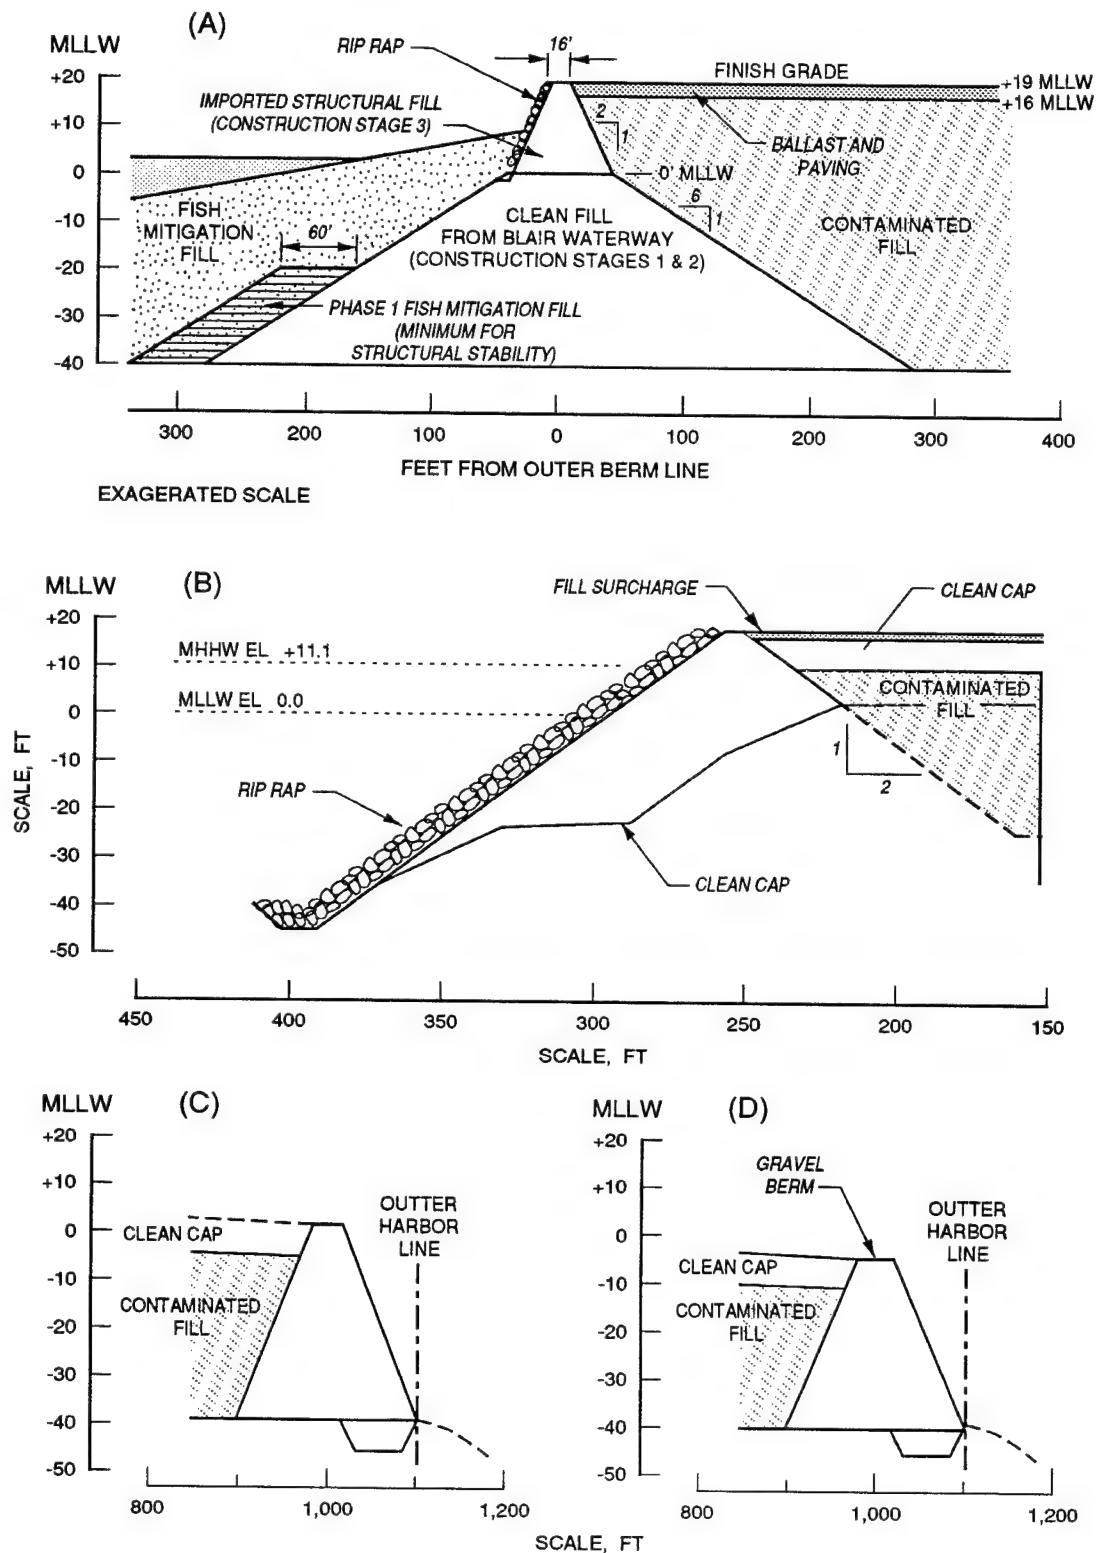 (A)
MLLW
RIP RAP
16'
FINISH GRADE
+19 MLLW
+16 MLLW
IMPORTED STRUCTURAL FILL
(CONSTRUCTION STAGE 3)
2
1
BALLAST AND
PAVING
0' MLLW
6
1
FISH
MITIGATION
FILL
60'
CLEAN FILL
FROM BLAIR WATERWAY
(CONSTRUCTION STAGES 1 & 2)
CONTAMINATED
FILL
PHASE 1 FISH MITIGATION FILL
(MINIMUM FOR
STRUCTURAL STABILITY)
+20
+10
0
-10
-20
-30
-40
300 200 100 0 100 200 300 400
FEET FROM OUTER BERM LINE
EXAGERATED SCALE
MLLW
(B)
FILL SURCHARGE
CLEAN CAP
MHHW EL +11.1
MLLW EL 0.0
CONTAMINATED
FILL
1
2
RIP RAP
CLEAN CAP
SCALE, FT
+20
+10
0
-10
-20
-30
-40
-50
450 400 350 300 250 200 150
SCALE, FT
MLLW
(C)
+20
+10
0
-10
-20
-30
-40
-50
OUTTER
HARBOR
LINE
CLEAN CAP
CONTAMINATED
FILL
800 1,000 1,200
MLLW
(D)
+20
+10
0
-10
-20
-30
-40
-50
GRAVEL
BERM
OUTTER
HARBOR
LINE
CLEAN CAP
CONTAMINATED
FILL
800 1,000 1,200
SCALE, FT